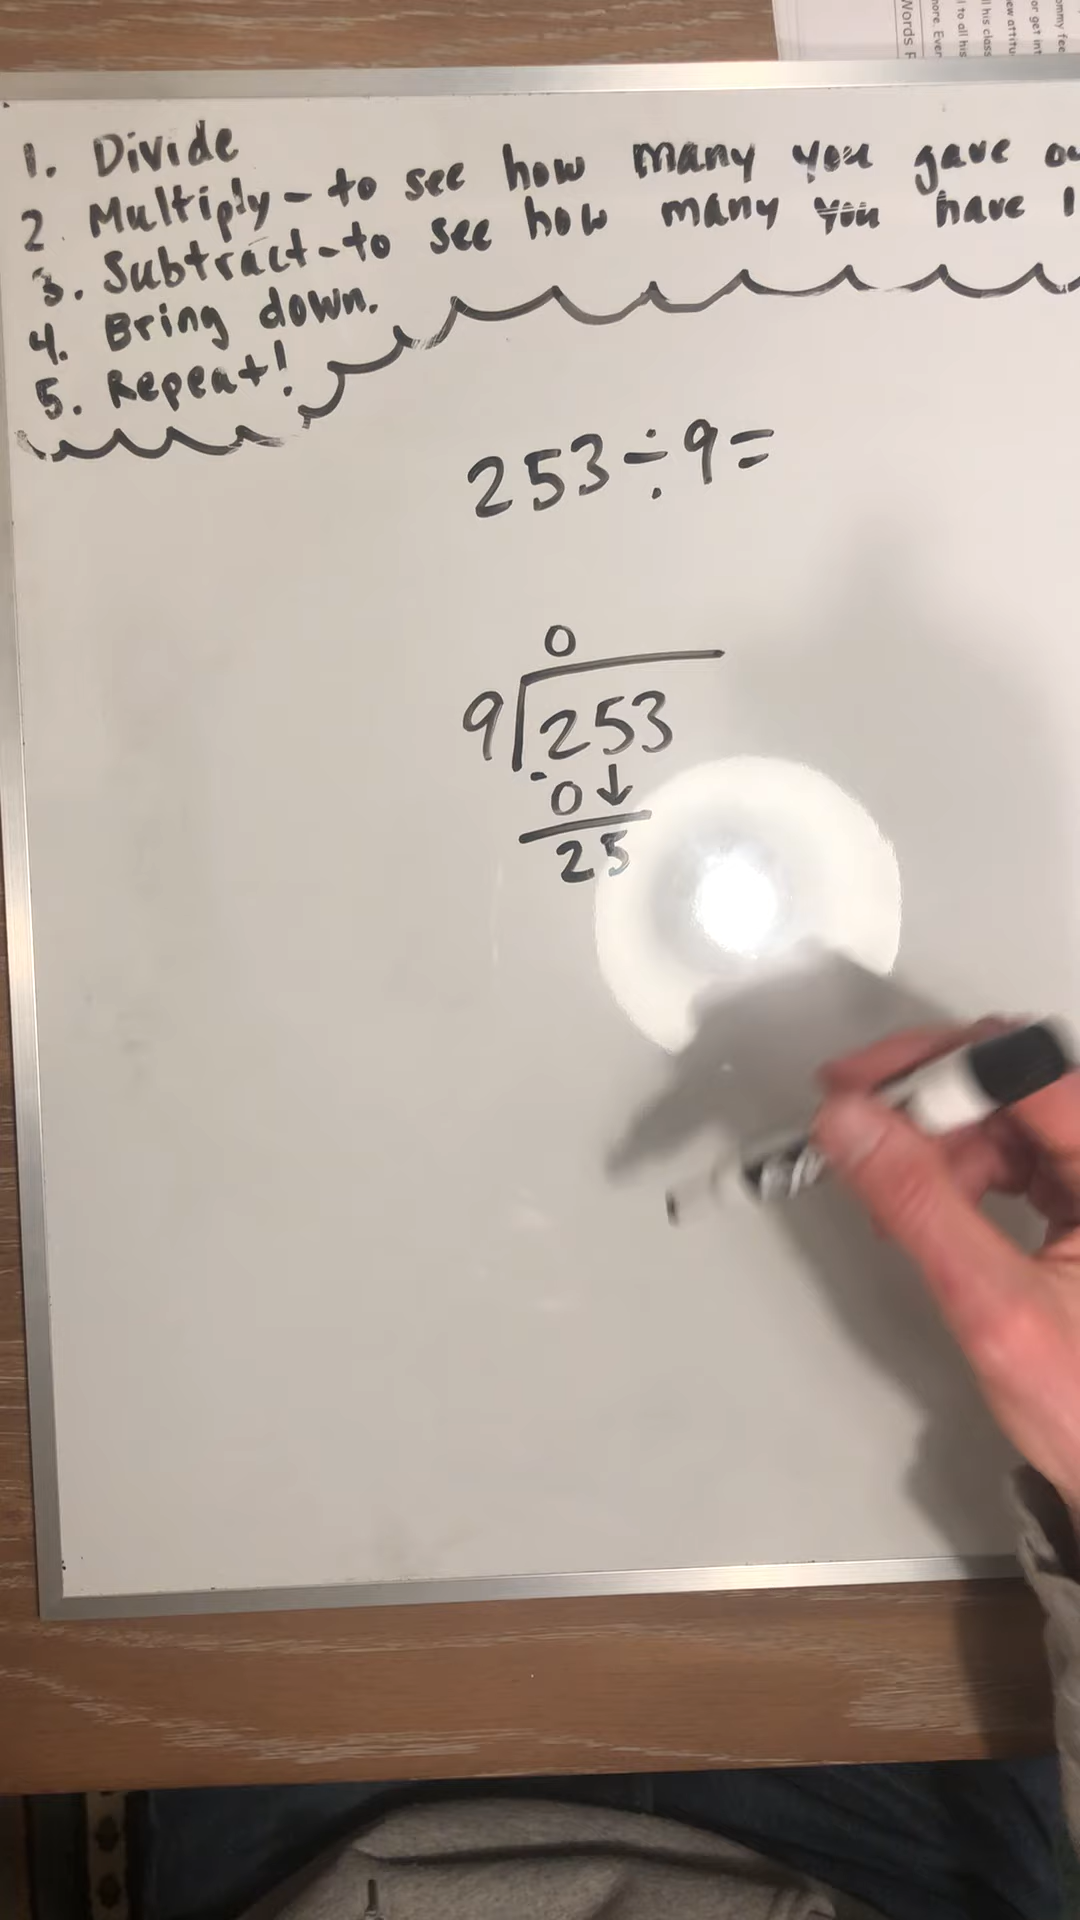 1. Divide
2. Multiply - to see how many you gave
3. Subtract - to see how many you have
4. Bring down.
5. Repeat!
253÷9=
0
9 253
- 0↓
25